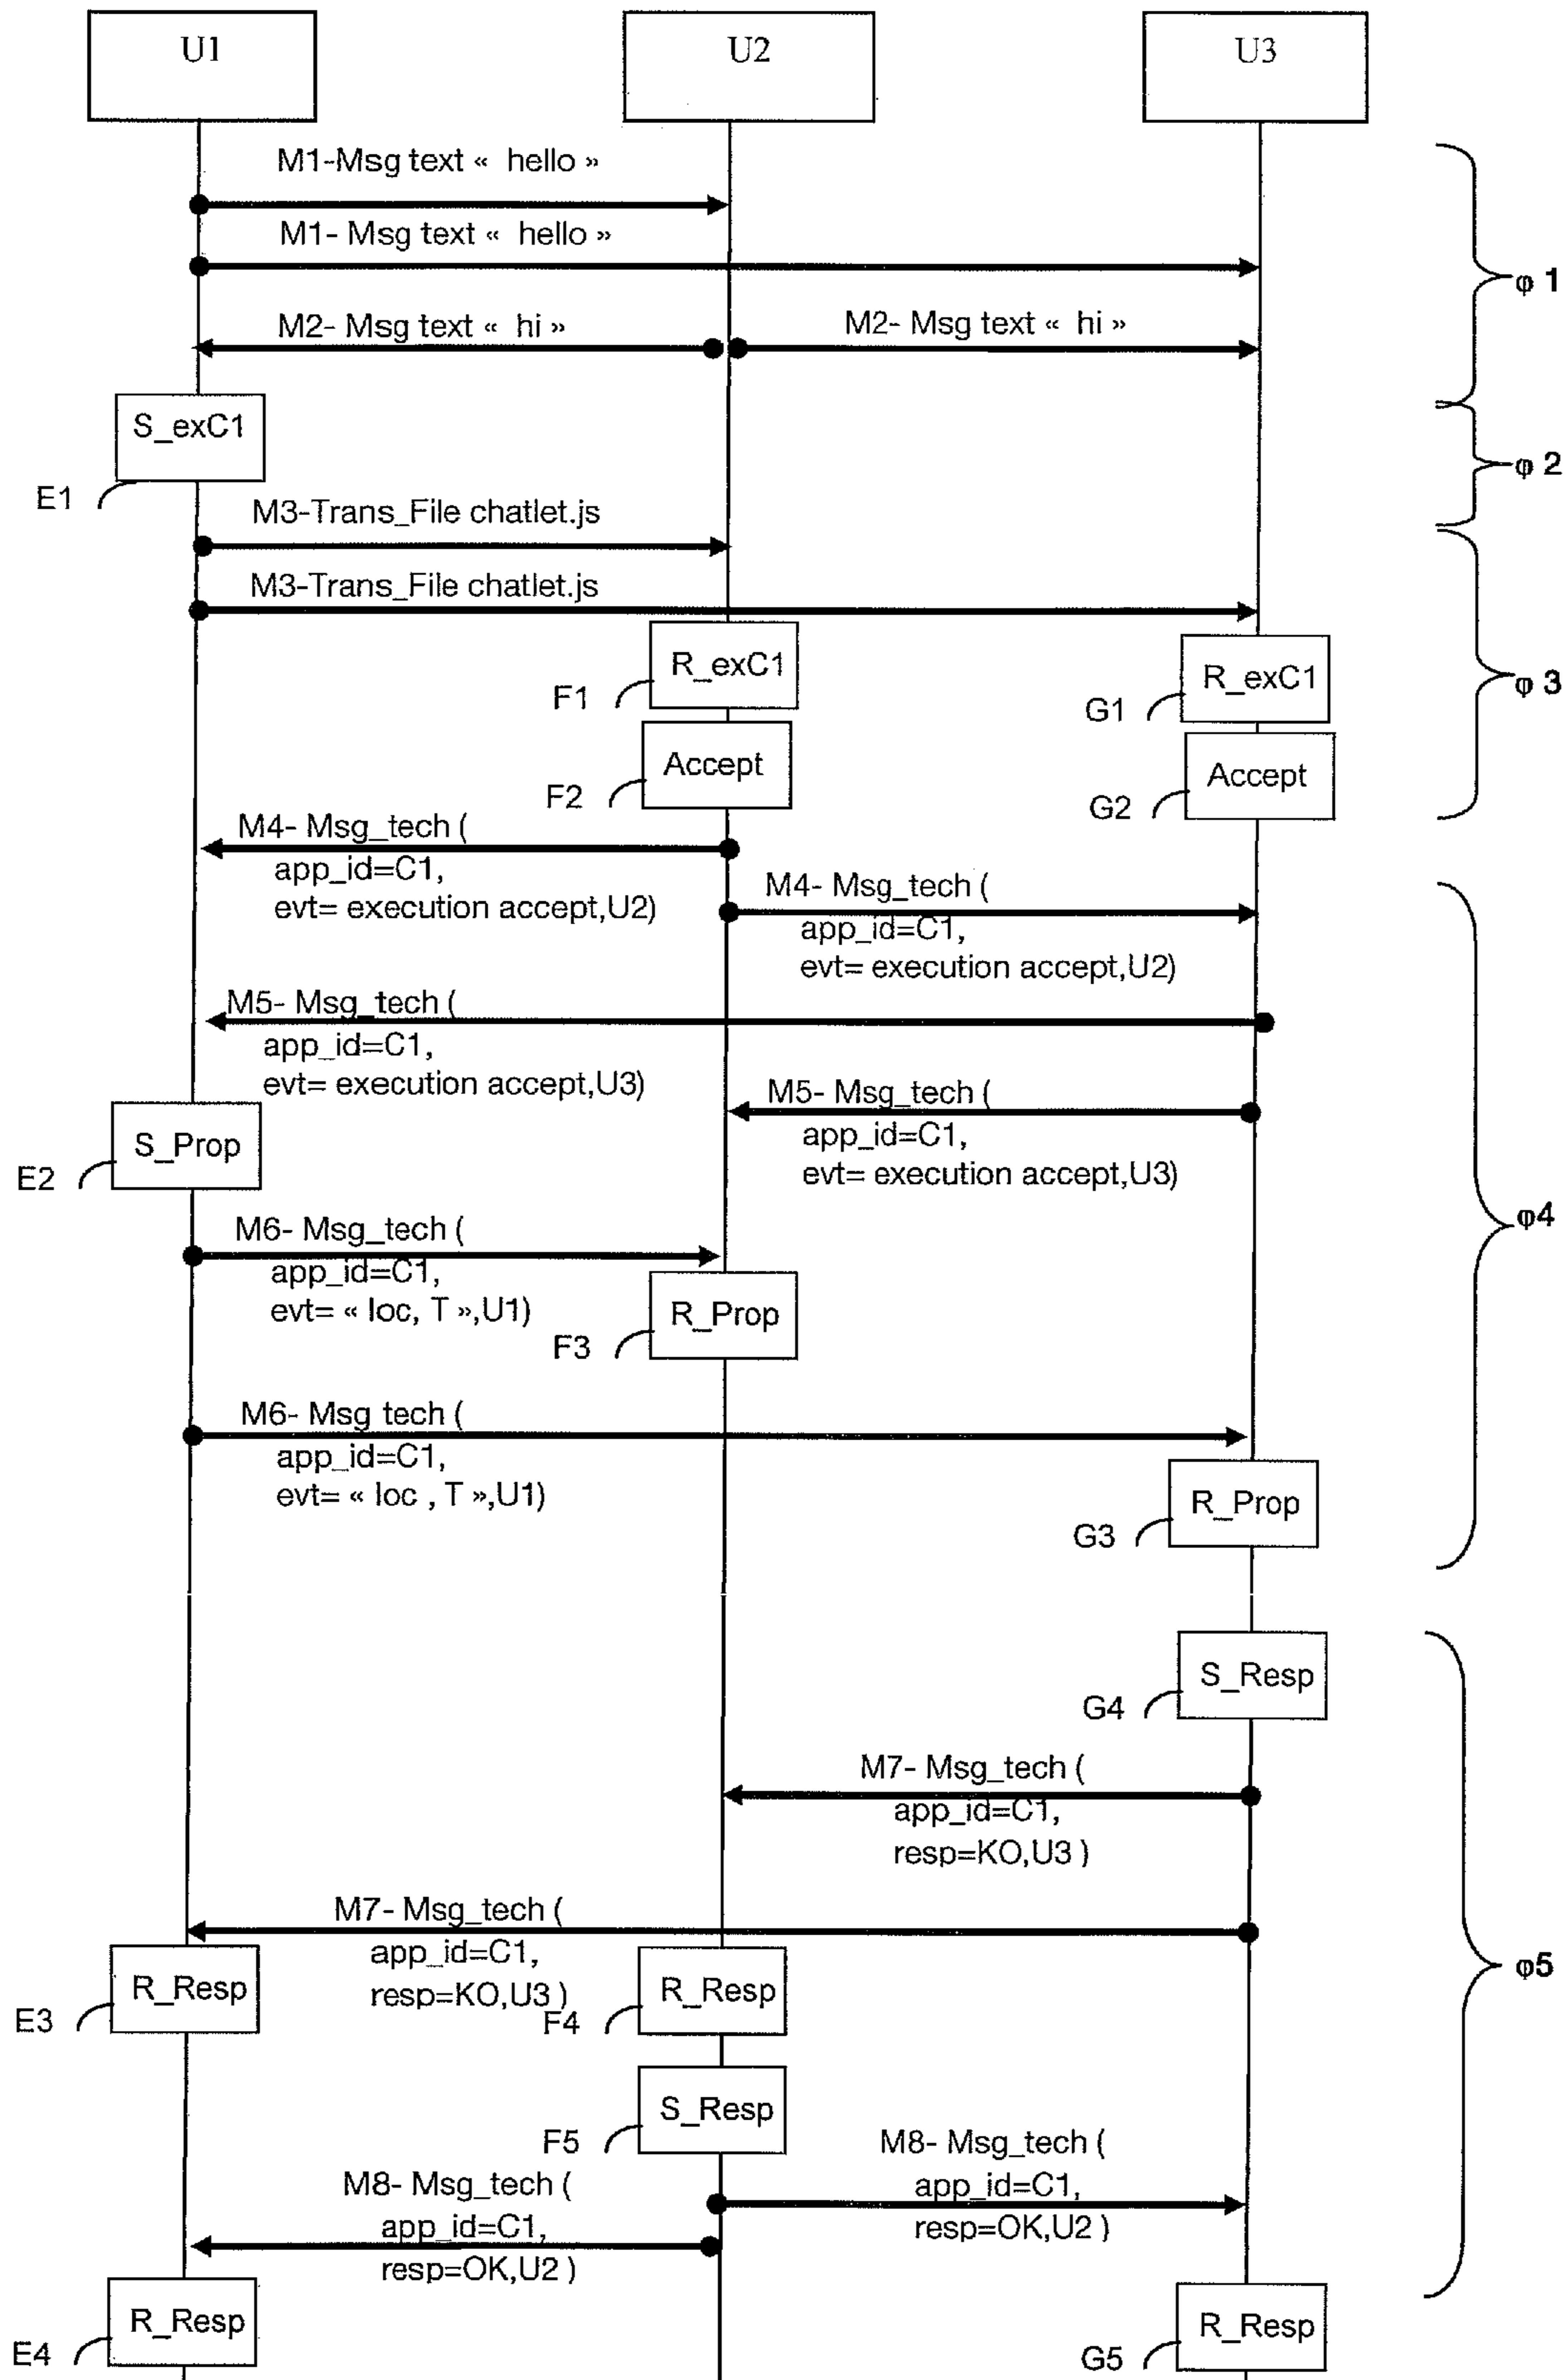 U1
U2
U3
M1-Msg text «  hello »
M1- Msg text «  hello »
φ 1
M2- Msg text «  hi »
M2- Msg text «  hi »
S_exC1
φ 2
E1
M3-Trans_File chatlet.js
M3-Trans_File chatlet.js
R_exC1
R_exC1
φ 3
F1
G1
Accept
Accept
F2
G2
M4- Msg_tech (
app_id=C1,
evt= execution accept,U2)
M4- Msg_tech (
app_id=C1,
evt= execution accept,U2)
M5- Msg_tech (
app_id=C1,
evt= execution accept,U3)
M5- Msg_tech (
app_id=C1,
evt= execution accept,U3)
S_Prop
E2
φ4
M6- Msg_tech (
app_id=C1,
evt= « loc, T »,U1)
R_Prop
F3
M6- Msg tech (
app_id=C1,
evt= « loc , T »,U1)
R_Prop
G3
S_Resp
G4
M7- Msg_tech (
app_id=C1,
resp=KO,U3 )
M7- Msg_tech (
app_id=C1,
resp=KO,U3 )
φ5
R_Resp
E3
R_Resp
F4
S_Resp
F5
M8- Msg_tech (
app_id=C1,
resp=OK,U2 )
M8- Msg_tech (
app_id=C1,
resp=OK,U2 )
R_Resp
E4
R_Resp
G5